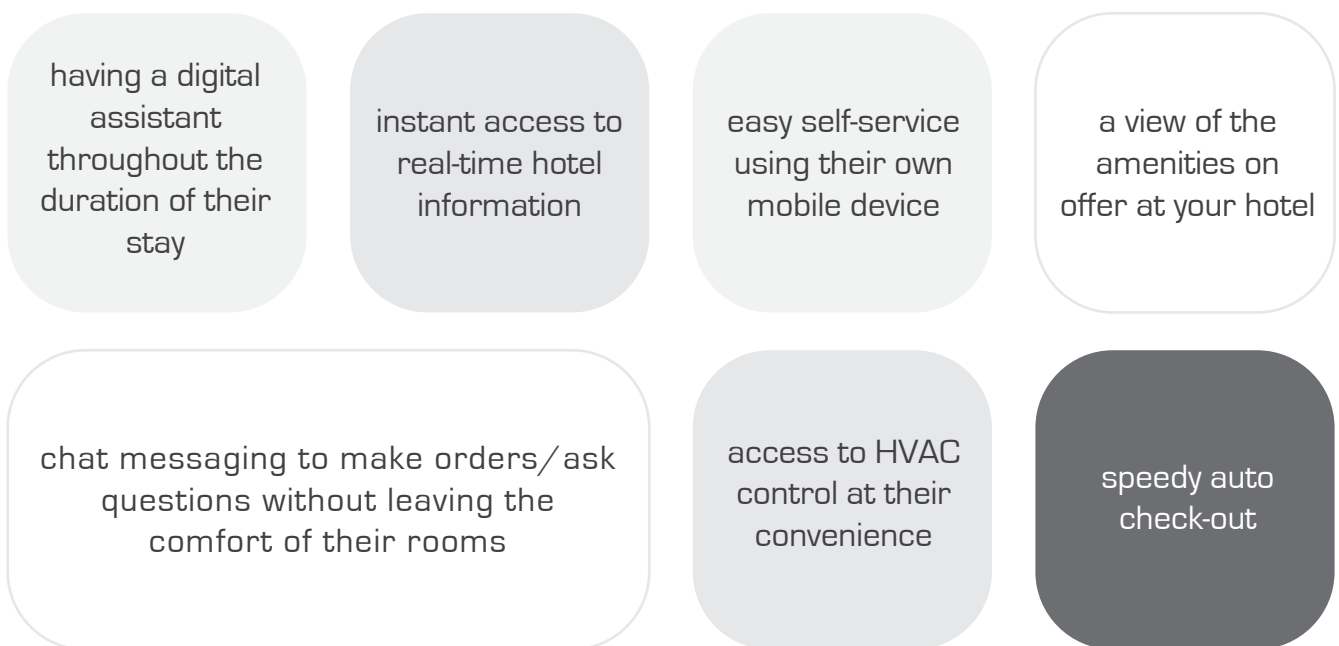 having a digital
assistant
throughout the
duration of their
stay
instant access to
real-time hotel
information
easy self-service
using their own
mobile device
a view of the
amenities on
offer at your hotel
chat messaging to make orders/ask
questions without leaving the
comfort of their rooms
access to HVAC
control at their
convenience
speedy auto
check-out